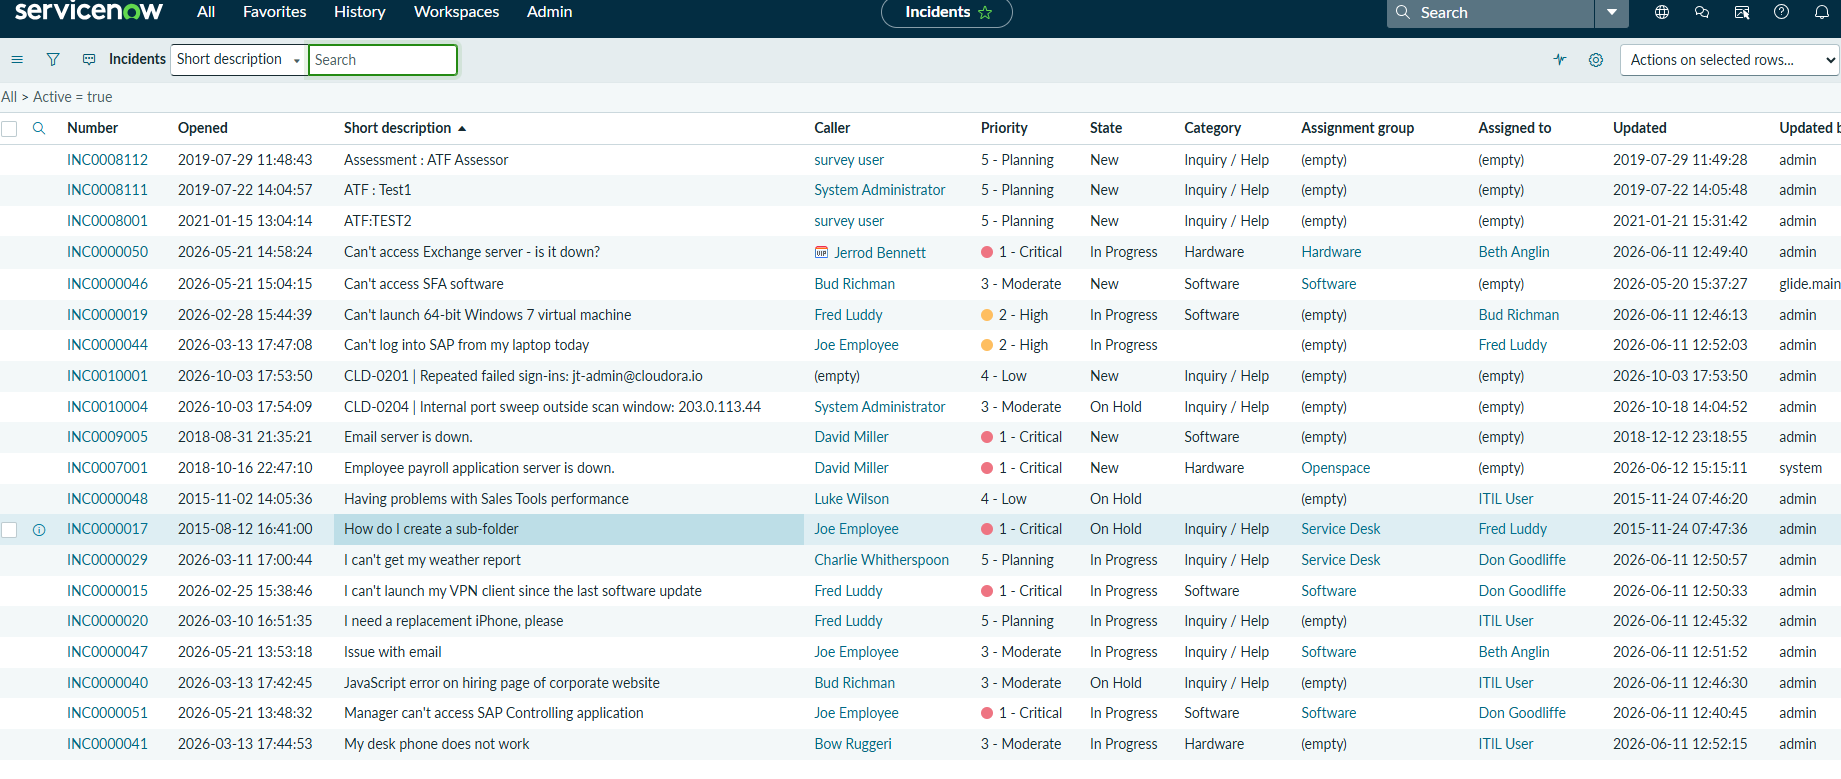 servicenow All Favorites History Workspaces Admin Incidents Search
Incidents Short description Search Actions on selected rows...
All > Active = true
Number Opened Short description Caller Priority State Category Assignment group Assigned to Updated Updated b
INC0008112 2019-07-29 11:48:43 Assessment : ATF Assessor survey user 5 - Planning New Inquiry / Help (empty) (empty) 2019-07-29 11:49:28 admin
INC0008111 2019-07-22 14:04:57 ATF : Test1 System Administrator 5 - Planning New Inquiry / Help (empty) (empty) 2019-07-22 14:05:48 admin
INC0008001 2021-01-15 13:04:14 ATF:TEST2 survey user 5 - Planning New Inquiry / Help (empty) (empty) 2021-01-21 15:31:42 admin
INC0000050 2026-05-21 14:58:24 Can't access Exchange server - is it down? VIP Jerrod Bennett 1 - Critical In Progress Hardware Hardware Beth Anglin 2026-06-11 12:49:40 admin
INC0000046 2026-05-21 15:04:15 Can't access SFA software Bud Richman 3 - Moderate New Software Software (empty) 2026-05-20 15:37:27 glide.main
INC0000019 2026-02-28 15:44:39 Can't launch 64-bit Windows 7 virtual machine Fred Luddy 2 - High In Progress Software (empty) Bud Richman 2026-06-11 12:46:13 admin
INC0000044 2026-03-13 17:47:08 Can't log into SAP from my laptop today Joe Employee 2 - High In Progress (empty) Fred Luddy 2026-06-11 12:52:03 admin
INC0010001 2026-10-03 17:53:50 CLD-0201 | Repeated failed sign-ins: jt-admin@cloudora.io (empty) 4 - Low New Inquiry / Help (empty) (empty) 2026-10-03 17:53:50 admin
INC0010004 2026-10-03 17:54:09 CLD-0204 | Internal port sweep outside scan window: 203.0.113.44 System Administrator 3 - Moderate On Hold Inquiry / Help (empty) (empty) 2026-10-18 14:04:52 admin
INC0009005 2018-08-31 21:35:21 Email server is down. David Miller 1 - Critical New Software (empty) (empty) 2018-12-12 23:18:55 admin
INC0007001 2018-10-16 22:47:10 Employee payroll application server is down. David Miller 1 - Critical New Hardware Openspace (empty) 2026-06-12 15:15:11 system
INC0000048 2015-11-02 14:05:36 Having problems with Sales Tools performance Luke Wilson 4 - Low On Hold (empty) ITIL User 2015-11-24 07:46:20 admin
INC0000017 2015-08-12 16:41:00 How do I create a sub-folder Joe Employee 1 - Critical On Hold Inquiry / Help Service Desk Fred Luddy 2015-11-24 07:47:36 admin
INC0000029 2026-03-11 17:00:44 I can't get my weather report Charlie Whitherspoon 5 - Planning In Progress Inquiry / Help Service Desk Don Goodliffe 2026-06-11 12:50:57 admin
INC0000015 2026-02-25 15:38:46 I can't launch my VPN client since the last software update Fred Luddy 1 - Critical In Progress Software Software Don Goodliffe 2026-06-11 12:50:33 admin
INC0000020 2026-03-10 16:51:35 I need a replacement iPhone, please Fred Luddy 5 - Planning In Progress Inquiry / Help (empty) ITIL User 2026-06-11 12:45:32 admin
INC0000047 2026-05-21 13:53:18 Issue with email Joe Employee 3 - Moderate In Progress Inquiry / Help Software Beth Anglin 2026-06-11 12:51:52 admin
INC0000040 2026-03-13 17:42:45 JavaScript error on hiring page of corporate website Bud Richman 3 - Moderate On Hold Inquiry / Help (empty) ITIL User 2026-06-11 12:46:30 admin
INC0000051 2026-05-21 13:48:32 Manager can't access SAP Controlling application Joe Employee 1 - Critical In Progress Software Software Don Goodliffe 2026-06-11 12:40:45 admin
INC0000041 2026-03-13 17:44:53 My desk phone does not work Bow Ruggeri 3 - Moderate In Progress Hardware (empty) ITIL User 2026-06-11 12:52:15 admin